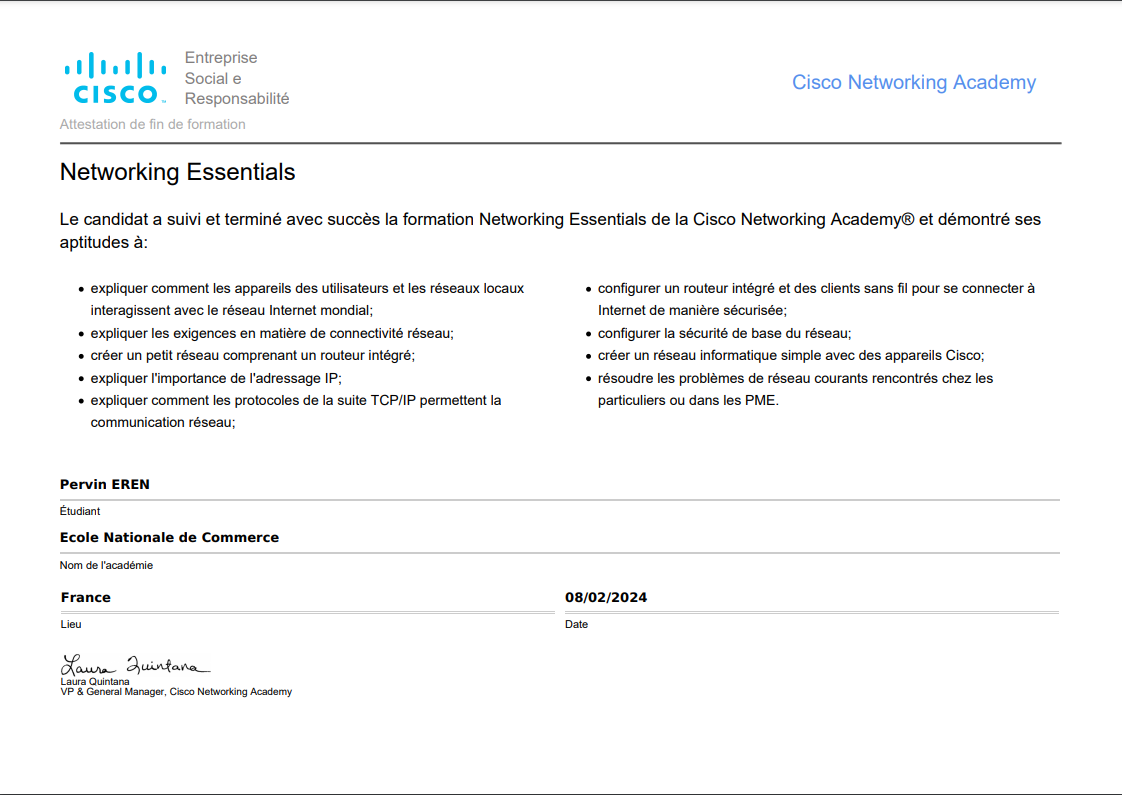 CISCO
Entreprise
Social e
Responsabilité
Cisco Networking Academy
Attestation de fin de formation
Networking Essentials
Le candidat a suivi et terminé avec succès la formation Networking Essentials de la Cisco Networking Academy® et démontré ses
aptitudes à:
• expliquer comment les appareils des utilisateurs et les réseaux locaux
interagissent avec le réseau Internet mondial;
• expliquer les exigences en matière de connectivité réseau;
• créer un petit réseau comprenant un routeur intégré;
• expliquer l'importance de l'adressage IP;
• expliquer comment les protocoles de la suite TCP/IP permettent la
communication réseau;
• configurer un routeur intégré et des clients sans fil pour se connecter à
Internet de manière sécurisée;
• configurer la sécurité de base du réseau;
• créer un réseau informatique simple avec des appareils Cisco;
• résoudre les problèmes de réseau courants rencontrés chez les
particuliers ou dans les PME.
Pervin EREN
Étudiant
Ecole Nationale de Commerce
Nom de l'académie
France
Lieu
08/02/2024
Date
Laura Quintana
Laura Quintana
VP & General Manager, Cisco Networking Academy